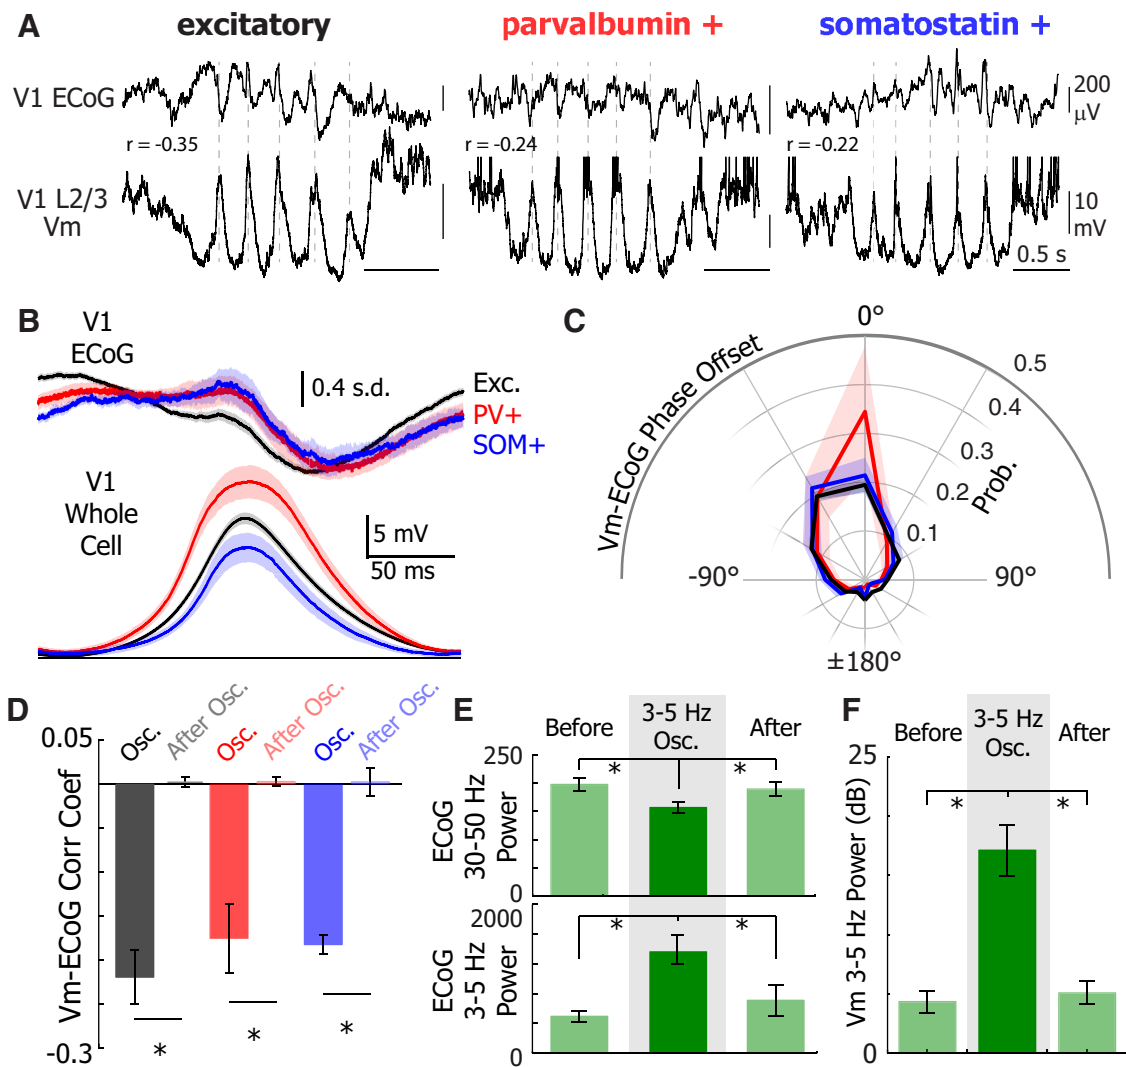 A
excitatory
parvalbumin +
somatostatin +
V1 ECoG
200
μV
r = -0.35
r = -0.24
r = -0.22
V1 L2/3
Vm
10
mV
0.5 s
B
V1
ECoG
0.4 s.d.
Exc.
PV+
SOM+
V1
Whole
Cell
5 mV
50 ms
C
Vm-ECoG Phase Offset
0°
0.5
0.4
0.3
0.2
0.1
Prob.
-90°
90°
±180°
D
Osc.
After Osc.
Osc.
After Osc.
Osc.
After Osc.
0.05
Vm-ECoG Corr Coef
-0.3
*
*
*
E
Before
3-5 Hz
Osc.
After
250
*
*
ECoG
30-50 Hz
Power
0
2000
*
*
ECoG
3-5 Hz
Power
0
F
Before
3-5 Hz
Osc.
After
25
*
*
Vm 3-5 Hz Power (dB)
0